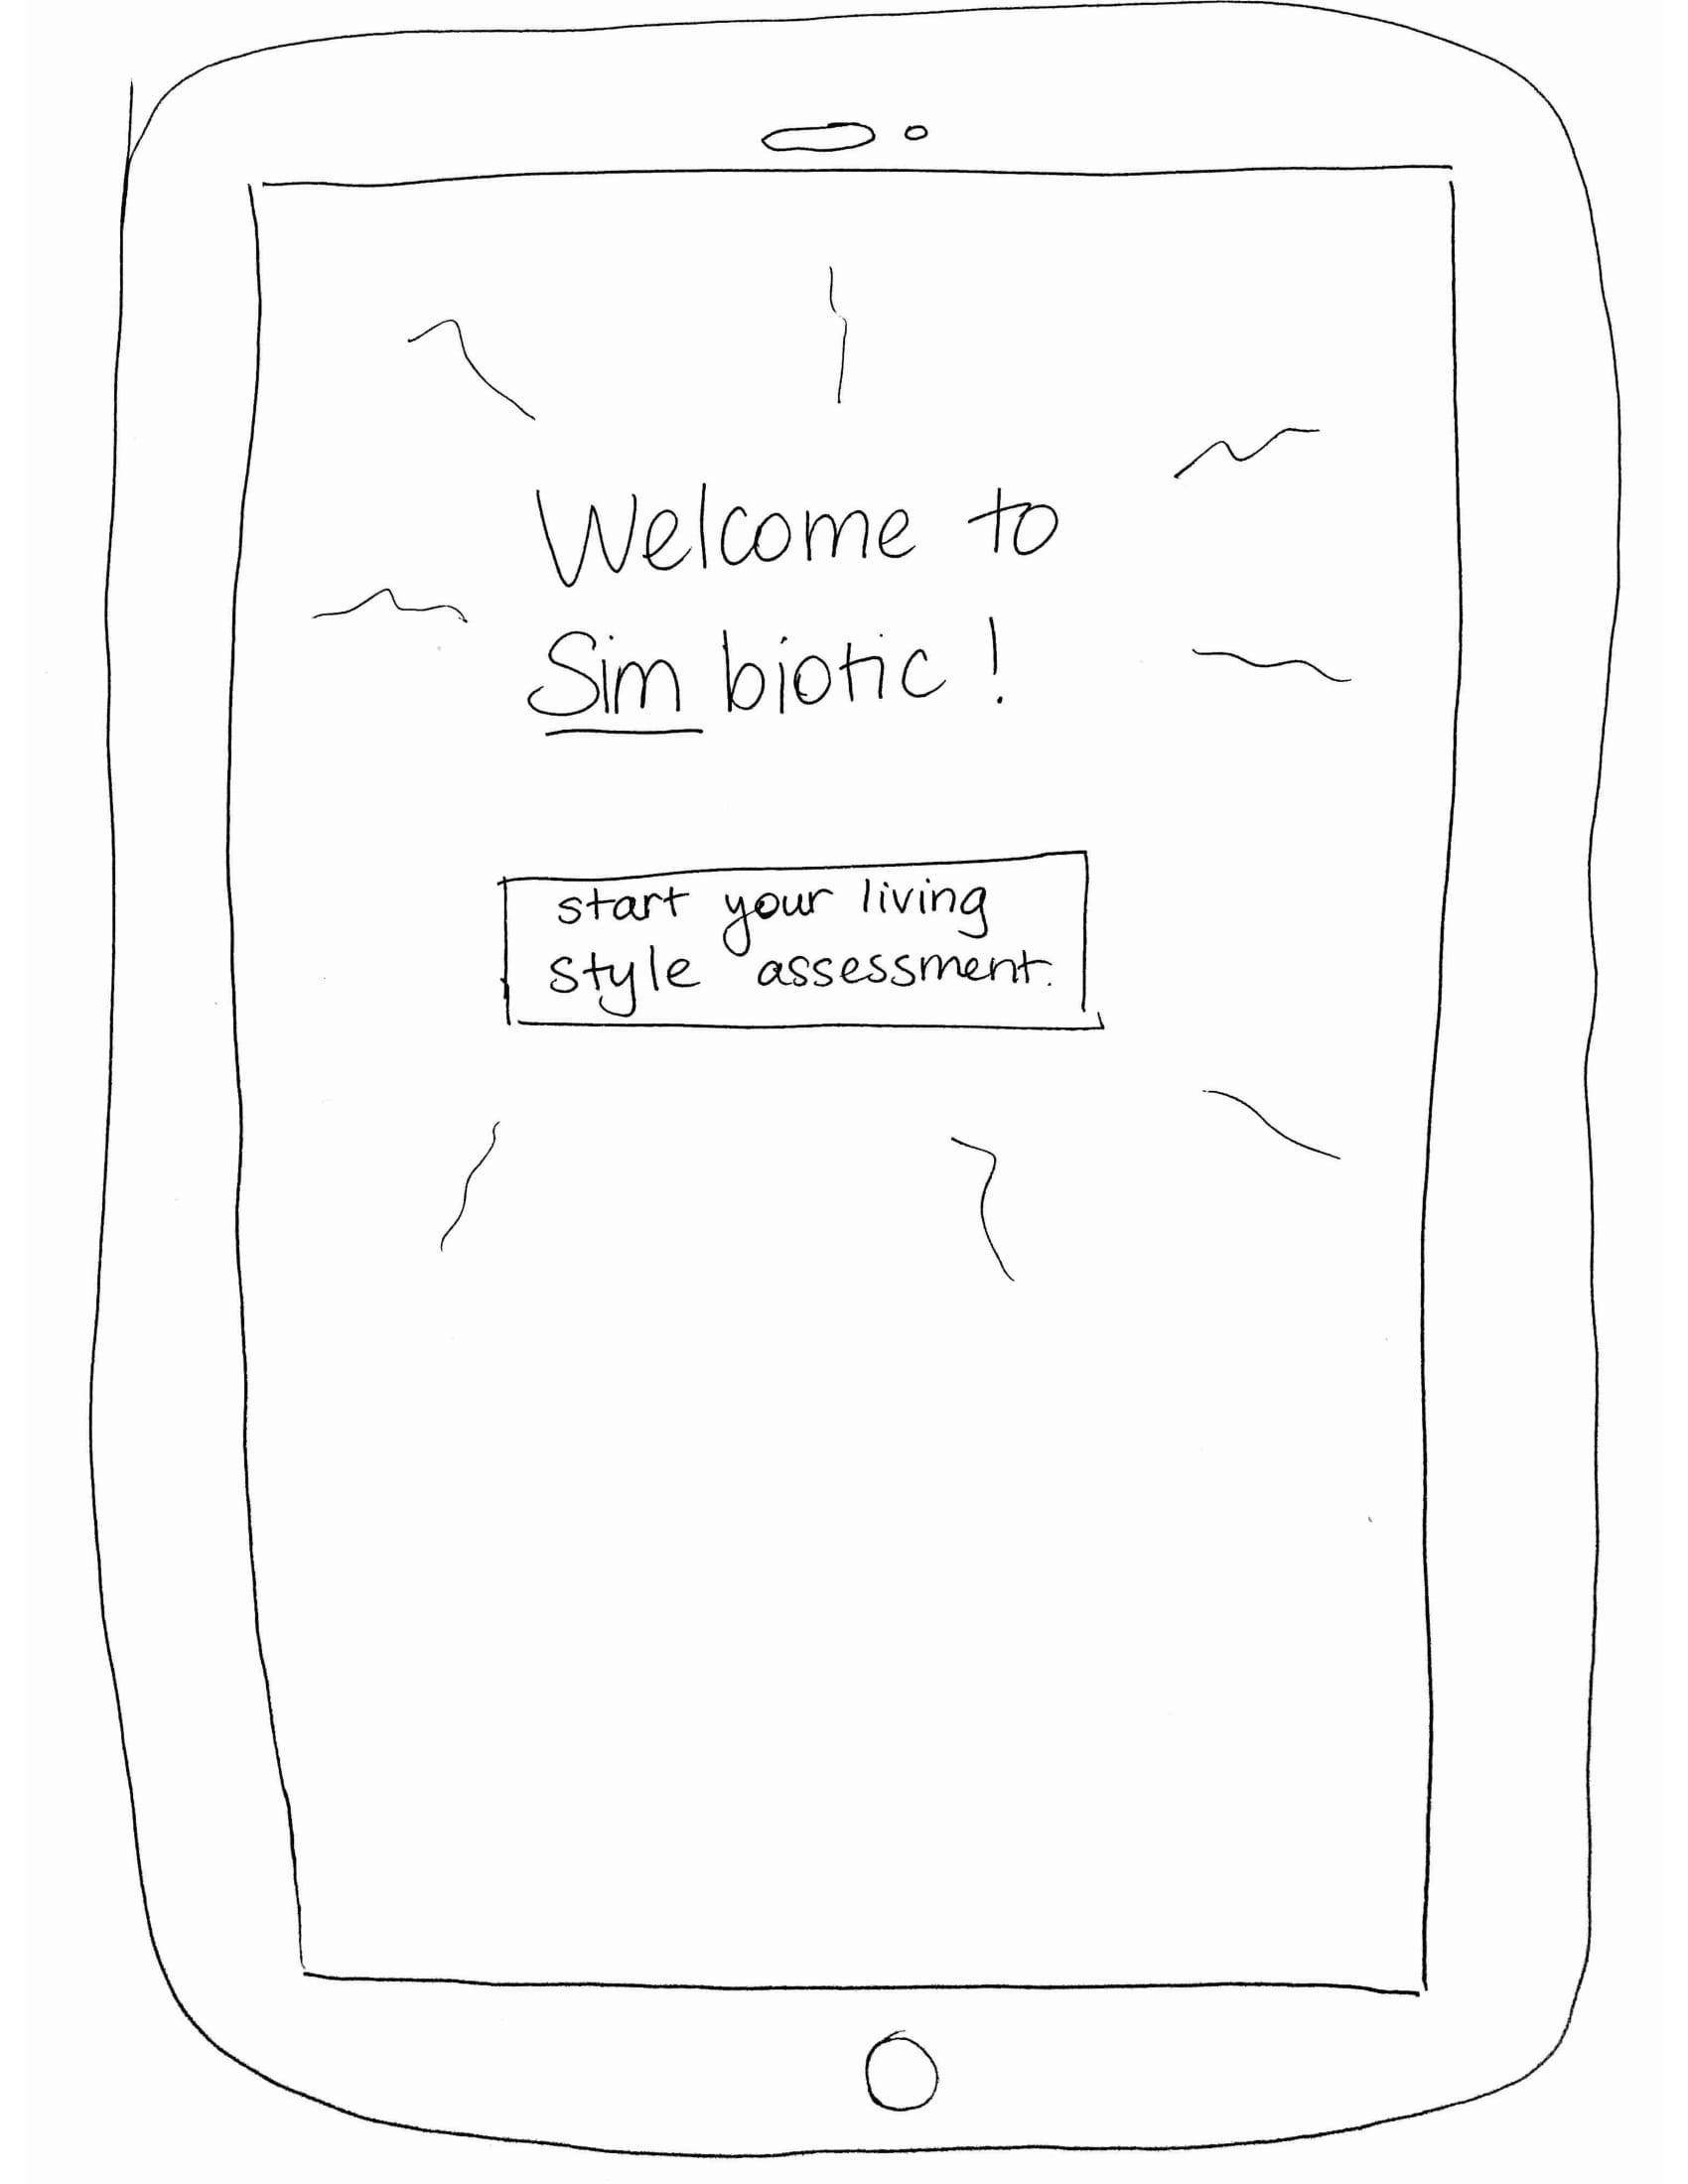 Welcome to
Sim biotic !
start your living
style assessment.